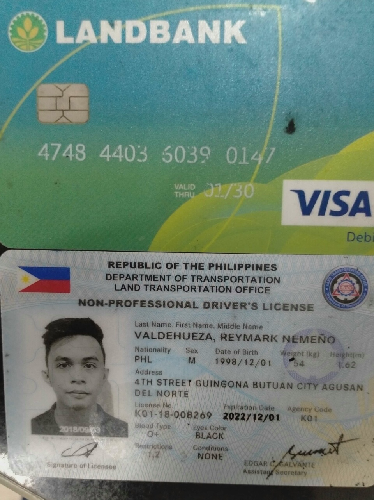 LANDBANK
4748 4403 6039 0147
VALID THRU 01/30
VISA
Debit
REPUBLIC OF THE PHILIPPINES
DEPARTMENT OF TRANSPORTATION
LAND TRANSPORTATION OFFICE
NON-PROFESSIONAL DRIVER'S LICENSE
Last Name, First Name, Middle Name
VALDEHUEZA, REYMARK NEMEÑO
Nationality Sex Date of Birth Weight (kg) Height(m)
PHL M 1998/12/01 54 1.62
Address
4TH STREET GUINGONA BUTUAN CITY AGUSAN
DEL NORTE
License No. Expiration Date Agency Code
K01-18-008269 2022/12/01 K01
Blood Type Eyes Color
O+ BLACK
Restrictions Conditions
NONE
Signature of Licensee
EDGAR C. GALVANTE
Assistant Secretary